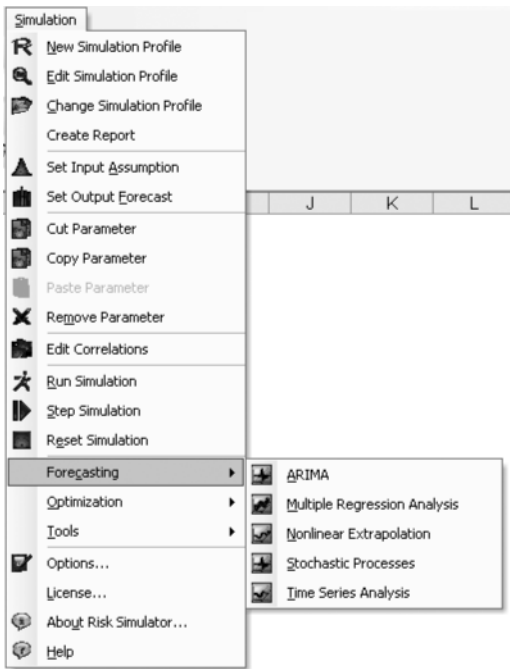 Simulation
New Simulation Profile
Edit Simulation Profile
Change Simulation Profile
Create Report
Set Input Assumption
Set Output Forecast
J K L
Cut Parameter
Copy Parameter
Paste Parameter
Remove Parameter
Edit Correlations
Run Simulation
Step Simulation
Reset Simulation
Forecasting
ARIMA
Multiple Regression Analysis
Nonlinear Extrapolation
Stochastic Processes
Time Series Analysis
Optimization
Tools
Options...
License...
About Risk Simulator...
Help